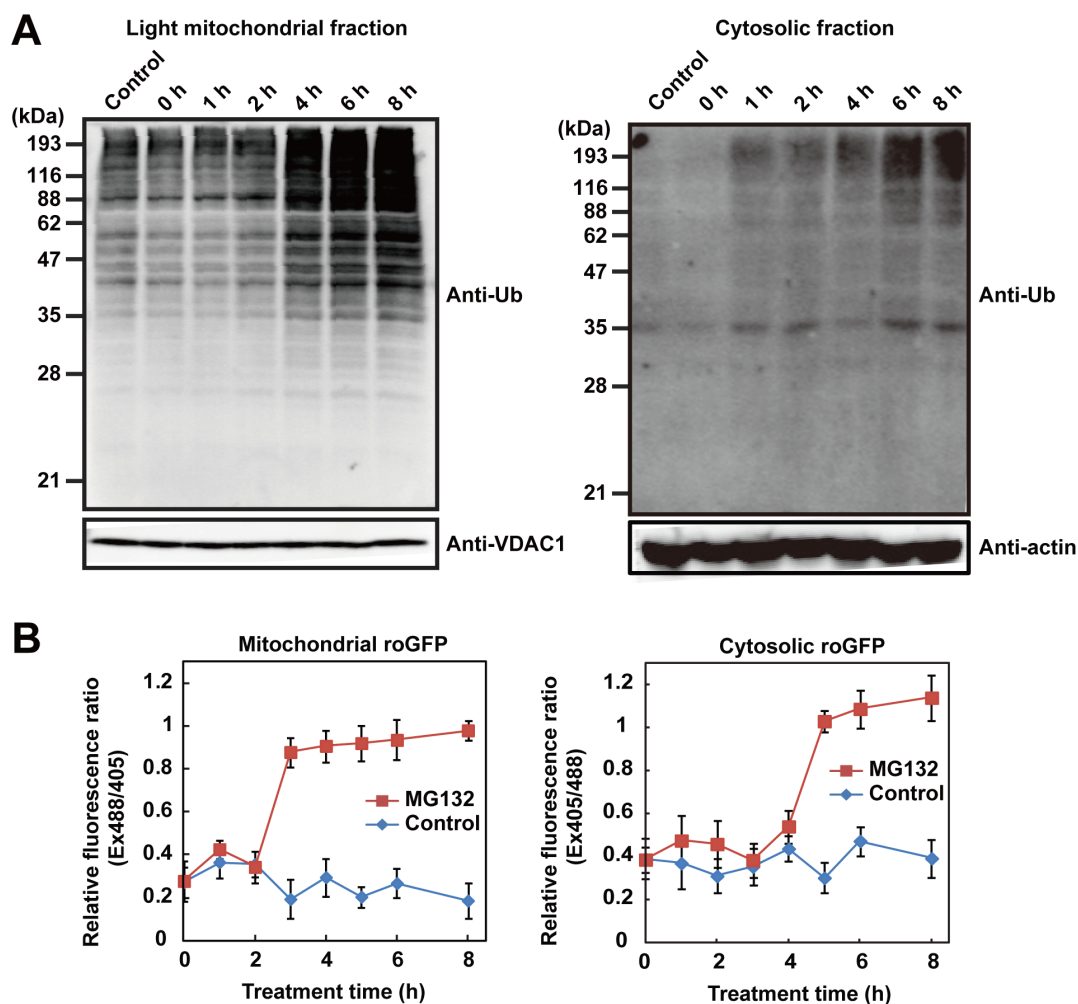 A
Light mitochondrial fraction
Control 0 h 1 h 2 h 4 h 6 h 8 h
(kDa)
193
116
88
62
47
35
28
21
Anti-Ub
Anti-VDAC1
Cytosolic fraction
Control 0 h 1 h 2 h 4 h 6 h 8 h
(kDa)
193
116
88
62
47
35
28
21
Anti-Ub
Anti-actin
B
Mitochondrial roGFP
Relative fluorescence ratio
(Ex488/405)
1.2
1
0.8
0.6
0.4
0.2
0
MG132
Control
0 2 4 6 8
Treatment time (h)
Cytosolic roGFP
Relative fluorescence ratio
(Ex405/488)
1.2
1
0.8
0.6
0.4
0.2
0
MG132
Control
0 2 4 6 8
Treatment time (h)